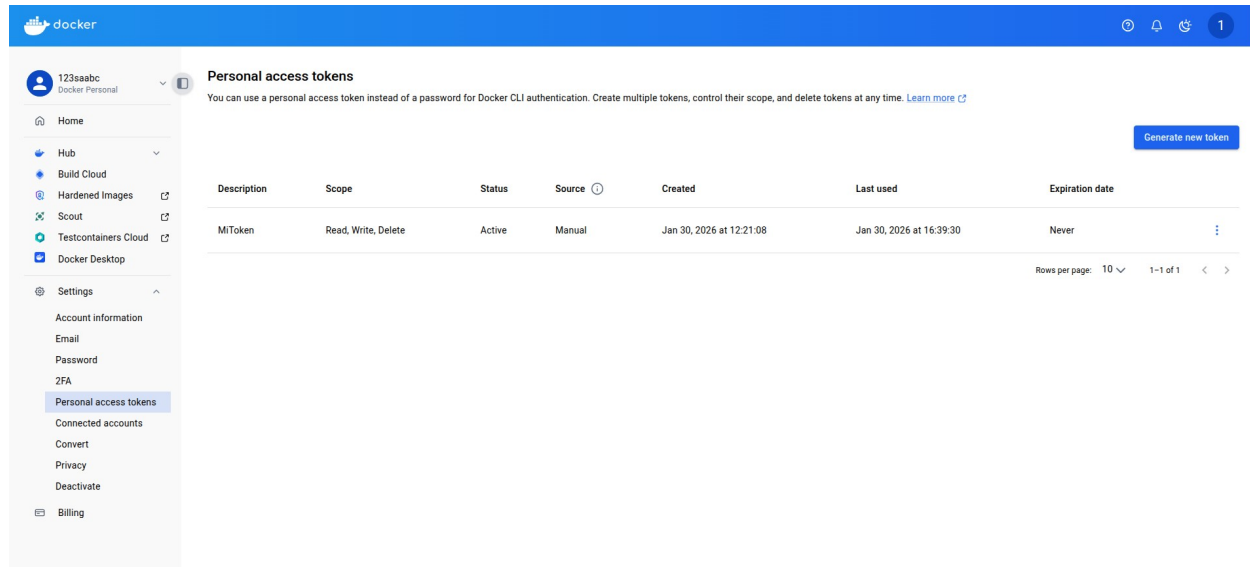 docker
1
123saabc
Docker Personal
Home
Hub
Build Cloud
Hardened Images
Scout
Testcontainers Cloud
Docker Desktop
Settings
Account information
Email
Password
2FA
Personal access tokens
Connected accounts
Convert
Privacy
Deactivate
Billing
Personal access tokens
You can use a personal access token instead of a password for Docker CLI authentication. Create multiple tokens, control their scope, and delete tokens at any time. Learn more
Generate new token
Description Scope Status Source Created Last used Expiration date
MiToken Read, Write, Delete Active Manual Jan 30, 2026 at 12:21:08 Jan 30, 2026 at 16:39:30 Never
Rows per page: 10 1–1 of 1